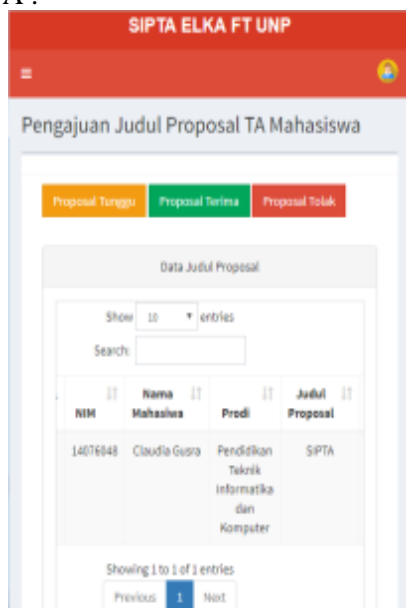 SIPTA ELKA FT UNP
Pengajuan Judul Proposal TA Mahasiswa
Proposal Tunggu Proposal Terima Proposal Tolak
Data Judul Proposal
Show 10 entries
Search:
NIM Nama Mahasiwa Prodi Judul Proposal
14076048 Claudia Gusra Pendidikan Teknik Informatika dan Komputer SIPTA
Showing 1 to 1 of 1 entries
Previous 1 Next